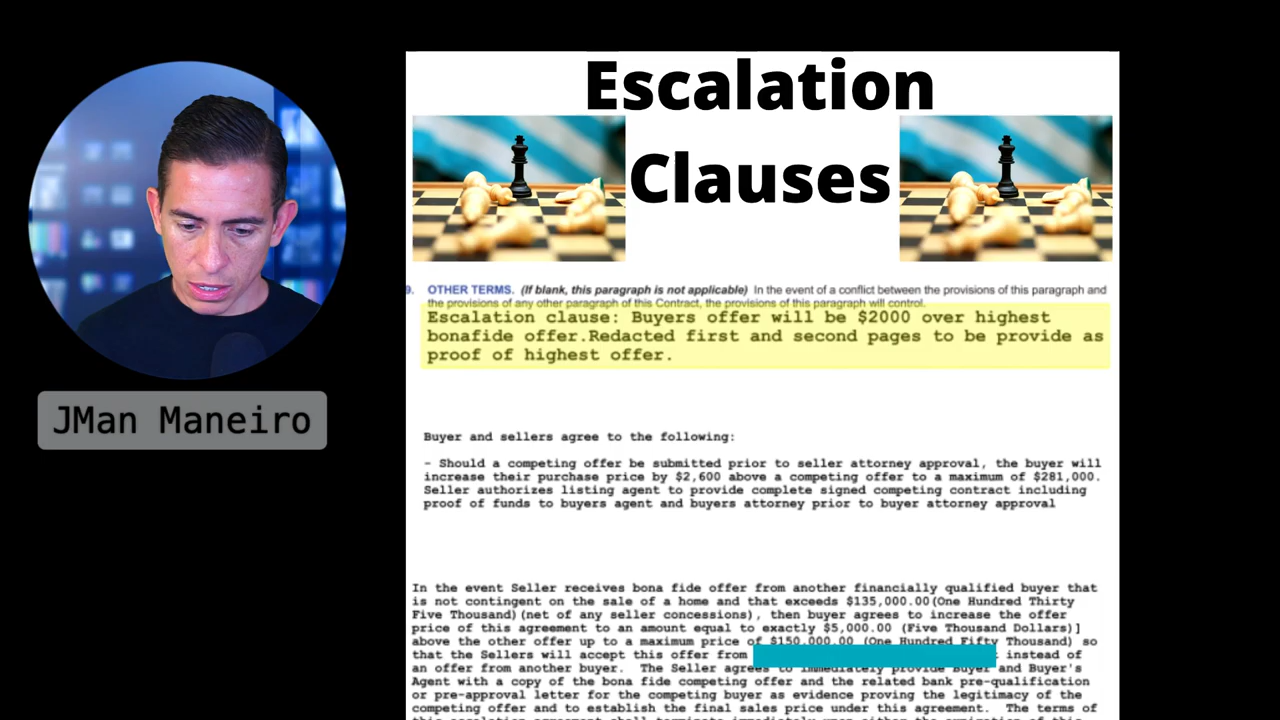 Escalation
Clauses
JMan Maneiro
9. OTHER TERMS. (If blank, this paragraph is not applicable) In the event of a conflict between the provisions of this paragraph and
the provisions of any other paragraph of this Contract, the provisions of this paragraph will control.
Escalation clause: Buyers offer will be $2000 over highest
bonafide offer.Redacted first and second pages to be provide as
proof of highest offer.
Buyer and sellers agree to the following:
- Should a competing offer be submitted prior to seller attorney approval, the buyer will
increase their purchase price by $2,600 above a competing offer to a maximum of $281,000.
Seller authorizes listing agent to provide complete signed competing contract including
proof of funds to buyers agent and buyers attorney prior to buyer attorney approval
In the event Seller receives bona fide offer from another financially qualified buyer that
is not contingent on the sale of a home and that exceeds $135,000.00(One Hundred Thirty
Five Thousand)(net of any seller concessions), then buyer agrees to increase the offer
price of this agreement to an amount equal to exactly $5,000.00 (Five Thousand Dollars)]
above the other offer up to a maximum price of $150,000.00 (One Hundred Fifty Thousand) so
that the Sellers will accept this offer from instead of
an offer from another buyer. The Seller agrees to immediately provide Buyer and Buyer's
Agent with a copy of the bona fide competing offer and the related bank pre-qualification
or pre-approval letter for the competing buyer as evidence proving the legitimacy of the
competing offer and to establish the final sales price under this agreement. The terms of
this escalation agreement shall terminate immediately upon either the expiration of this